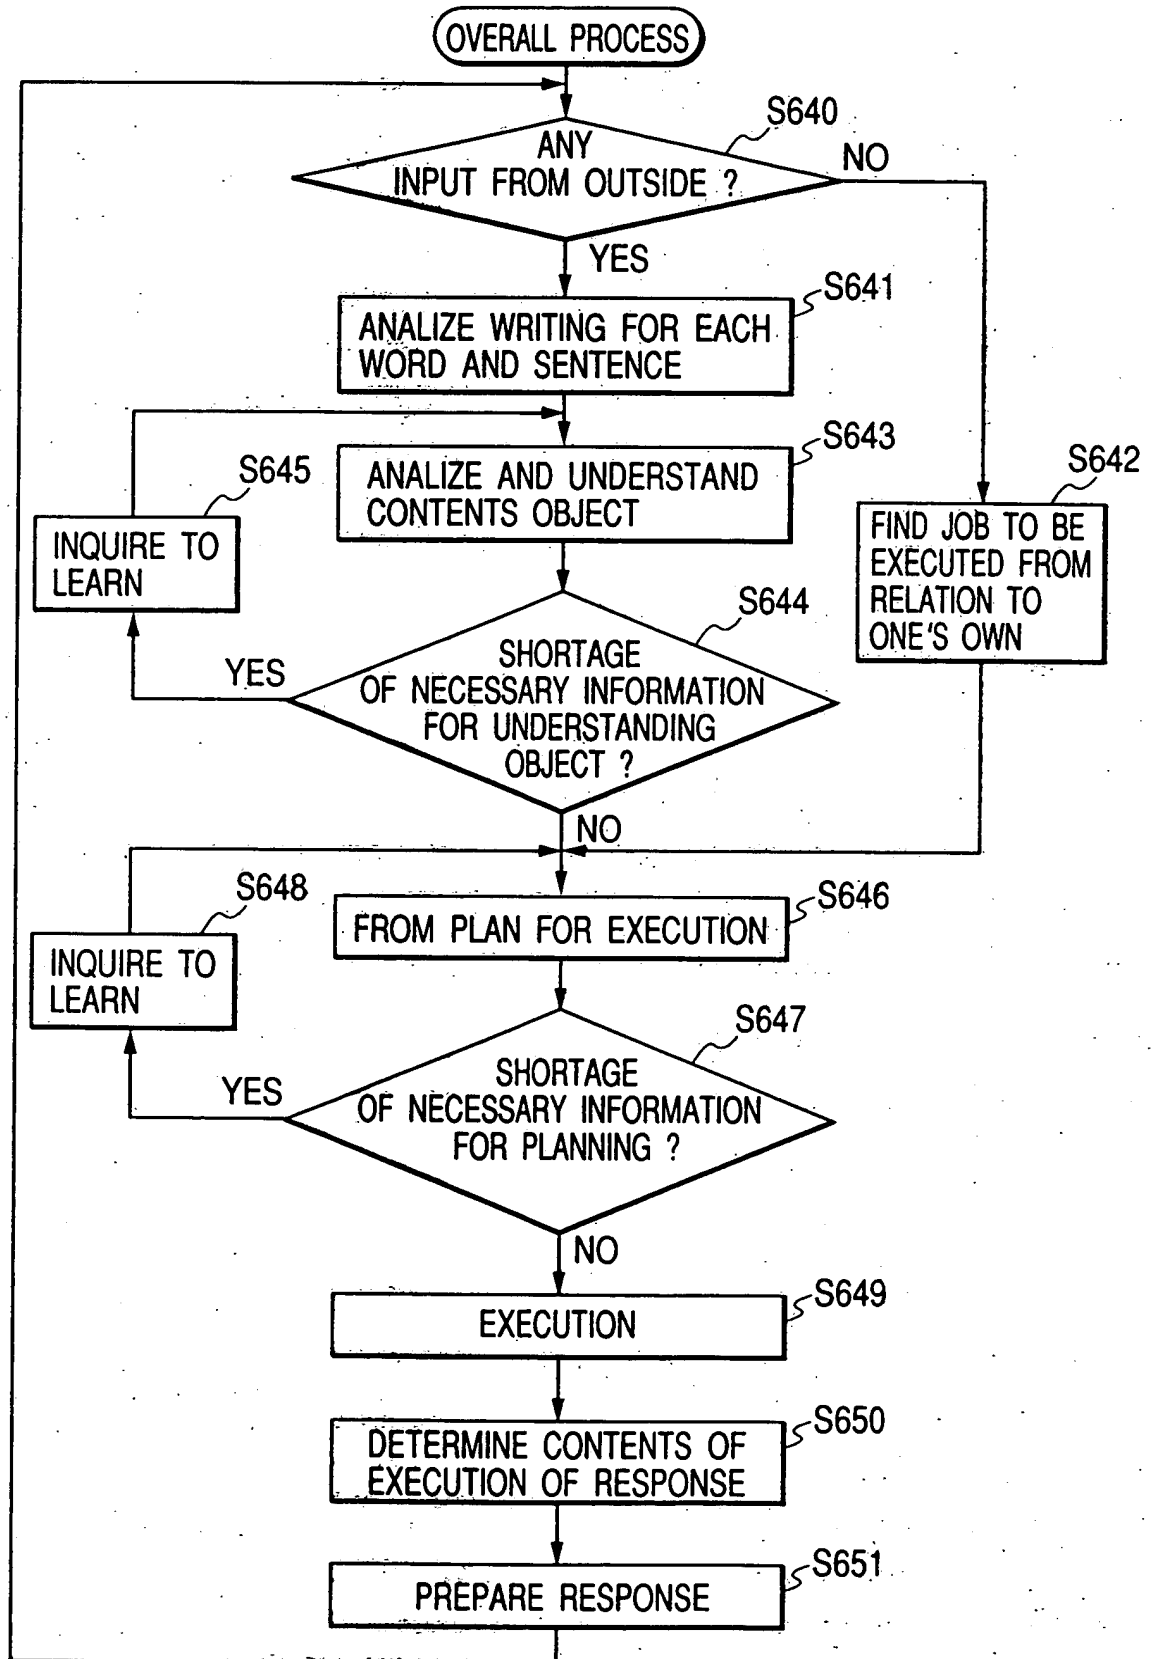 OVERALL PROCESS
S640
ANY
INPUT FROM OUTSIDE ?
NO
YES
S641
ANALIZE WRITING FOR EACH
WORD AND SENTENCE
S643
ANALIZE AND UNDERSTAND
CONTENTS OBJECT
S645
INQUIRE TO
LEARN
S642
FIND JOB TO BE
EXECUTED FROM
RELATION TO
ONE'S OWN
S644
SHORTAGE
OF NECESSARY INFORMATION
FOR UNDERSTANDING
OBJECT ?
YES
NO
S646
FROM PLAN FOR EXECUTION
S648
INQUIRE TO
LEARN
S647
SHORTAGE
OF NECESSARY INFORMATION
FOR PLANNING ?
YES
NO
S649
EXECUTION
S650
DETERMINE CONTENTS OF
EXECUTION OF RESPONSE
S651
PREPARE RESPONSE